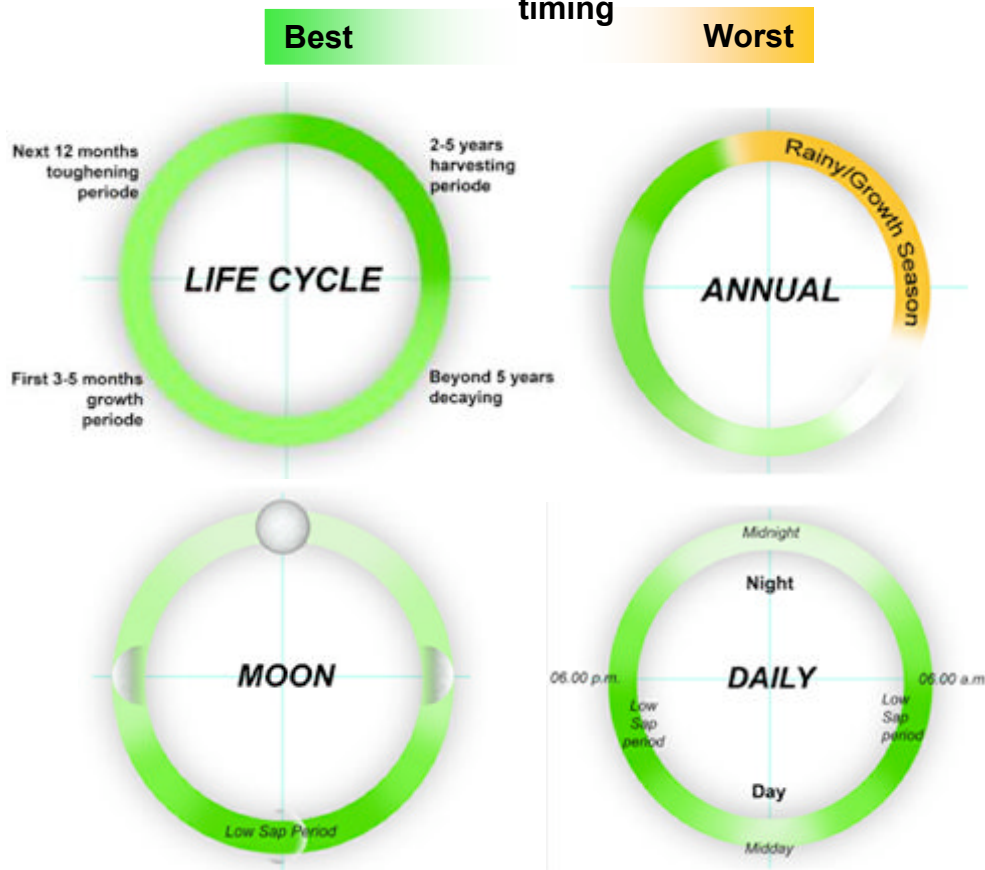 timing
Best
Worst
Next 12 months
toughening
periode
2-5 years
harvesting
periode
LIFE CYCLE
First 3-5 months
growth
periode
Beyond 5 years
decaying
Rainy/Growth Season
ANNUAL
MOON
Low Sap Period
Midnight
Night
06.00 p.m.
DAILY
06.00 a.m
Low
Sap
period
Low
Sap
period
Day
Midday